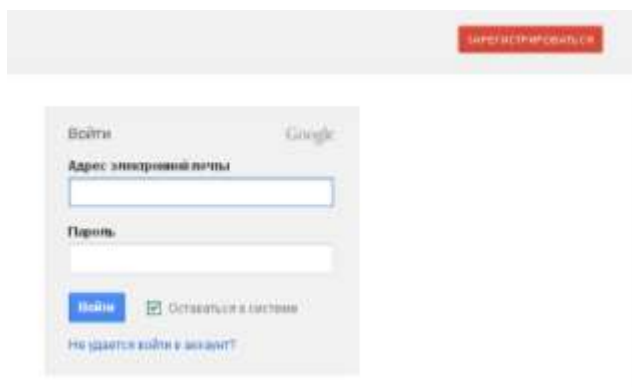 ЗАРЕГИСТРИРОВАТЬСЯ
Войти Google
Адрес электронной почты
Пароль
Войти Оставаться в системе
Не удается войти в аккаунт?